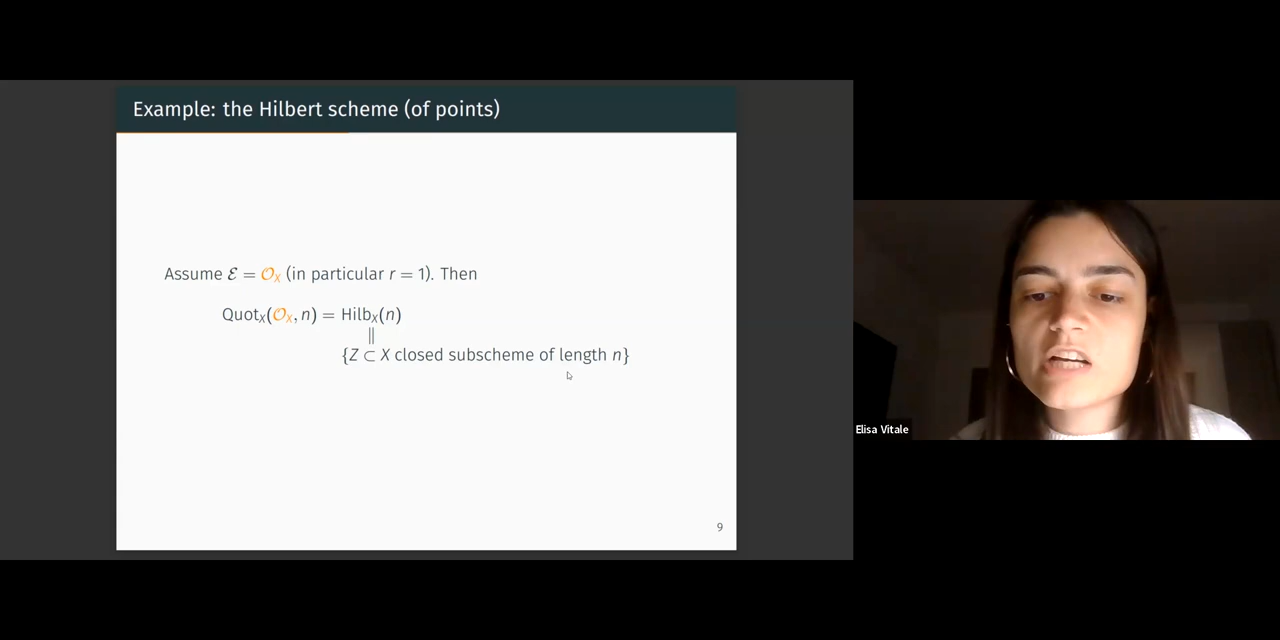 Example: the Hilbert scheme (of points)
Assume ℰ = 𝒪_X (in particular r = 1). Then
Quot_X(𝒪_X, n) = Hilb_X(n)
||
{Z ⊂ X closed subscheme of length n}
9
Elisa Vitale